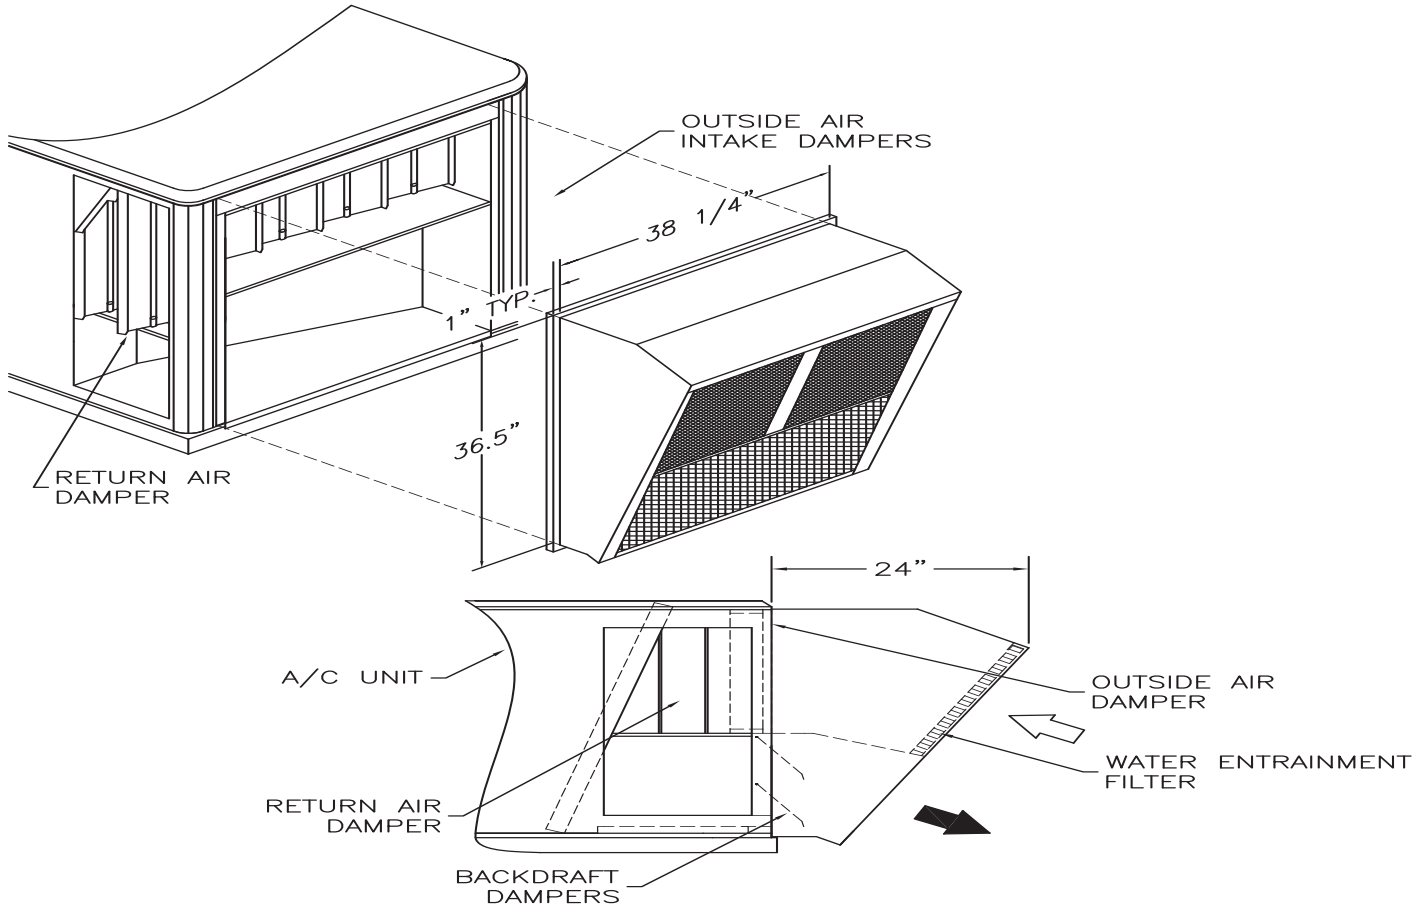 OUTSIDE AIR
INTAKE DAMPERS
38 1/4”
1” TYP.
36.5”
RETURN AIR
DAMPER
24”
A/C UNIT
OUTSIDE AIR
DAMPER
WATER ENTRAINMENT
FILTER
RETURN AIR
DAMPER
BACKDRAFT
DAMPERS